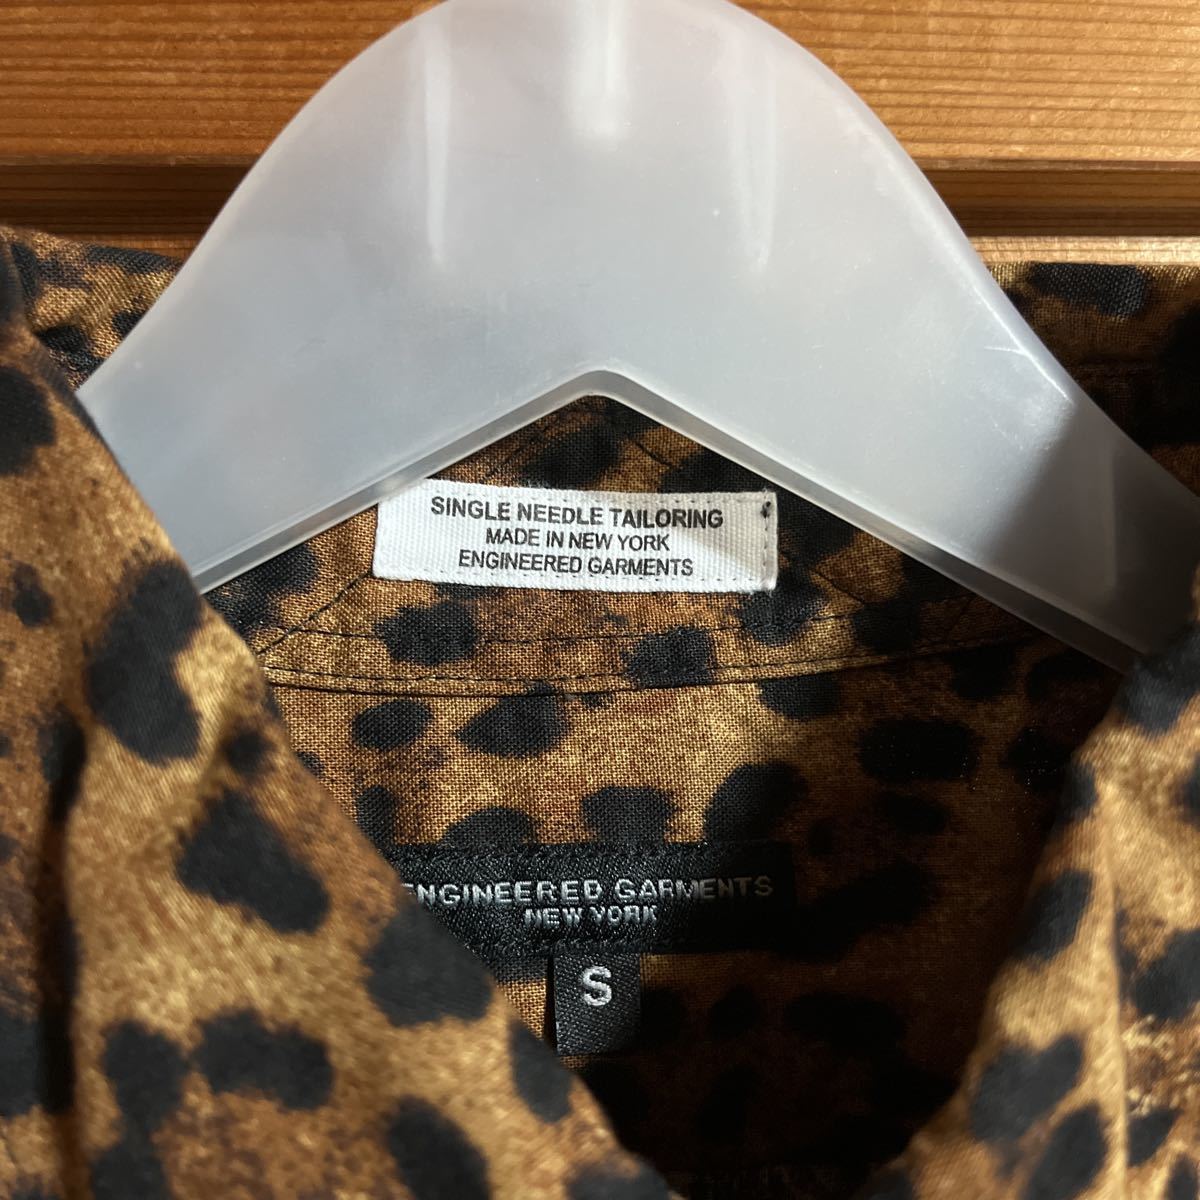 SINGLE NEEDLE TAILORING
MADE IN NEW YORK
ENGINEERED GARMENTS
ENGINEERED GARMENTS
NEW YORK
S